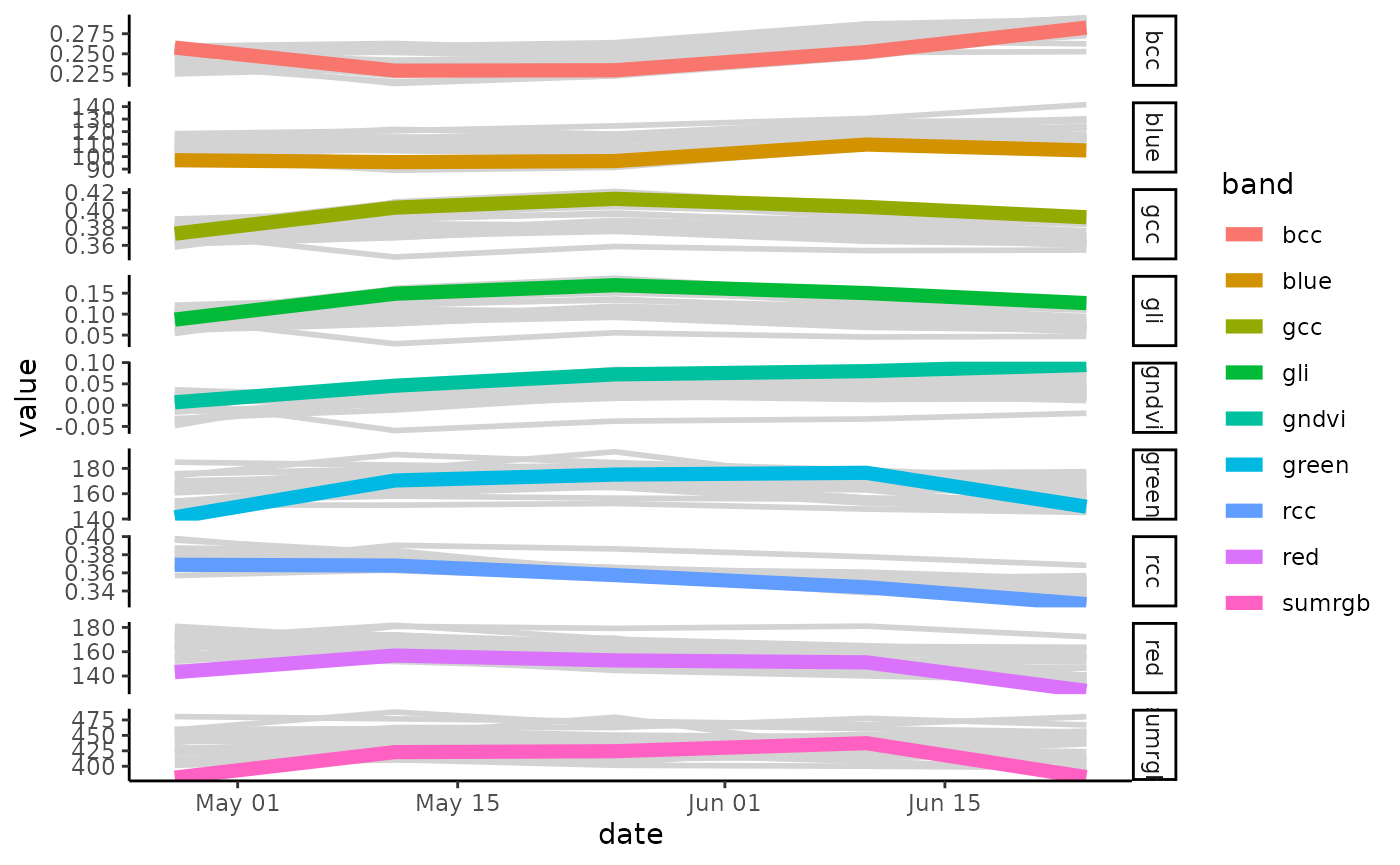 0.275
0.250
0.225
bcc
140
130
120
110
100
90
blue
0.42
0.40
0.38
0.36
gcc
0.15
0.10
0.05
gli
0.10
0.05
0.00
-0.05
gndvi
180
160
140
green
0.40
0.38
0.36
0.34
rcc
180
160
140
red
475
450
425
400
sumrgb
value
May 01 May 15 Jun 01 Jun 15
date
band
bcc
blue
gcc
gli
gndvi
green
rcc
red
sumrgb